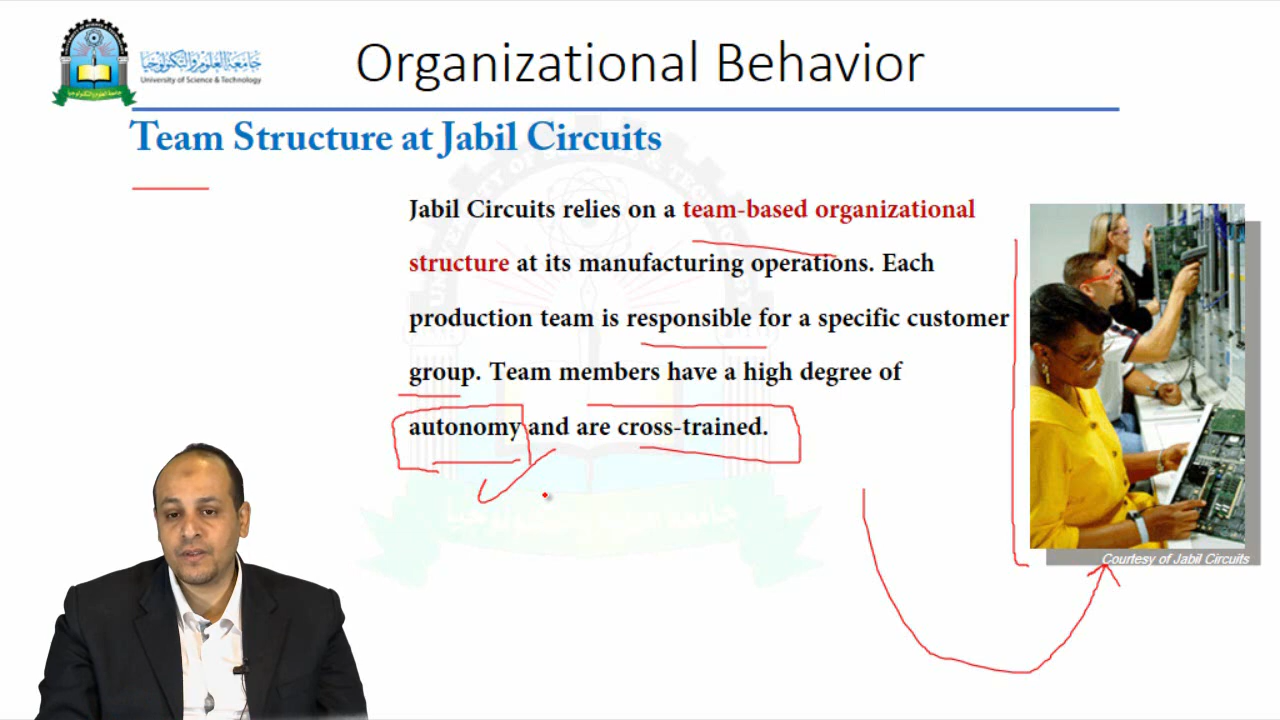 جامعة العلوم والتكنولوجيا
University of Science & Technology
Organizational Behavior
Team Structure at Jabil Circuits
Jabil Circuits relies on a team-based organizational
structure at its manufacturing operations. Each
production team is responsible for a specific customer
group. Team members have a high degree of
autonomy and are cross-trained.
Courtesy of Jabil Circuits